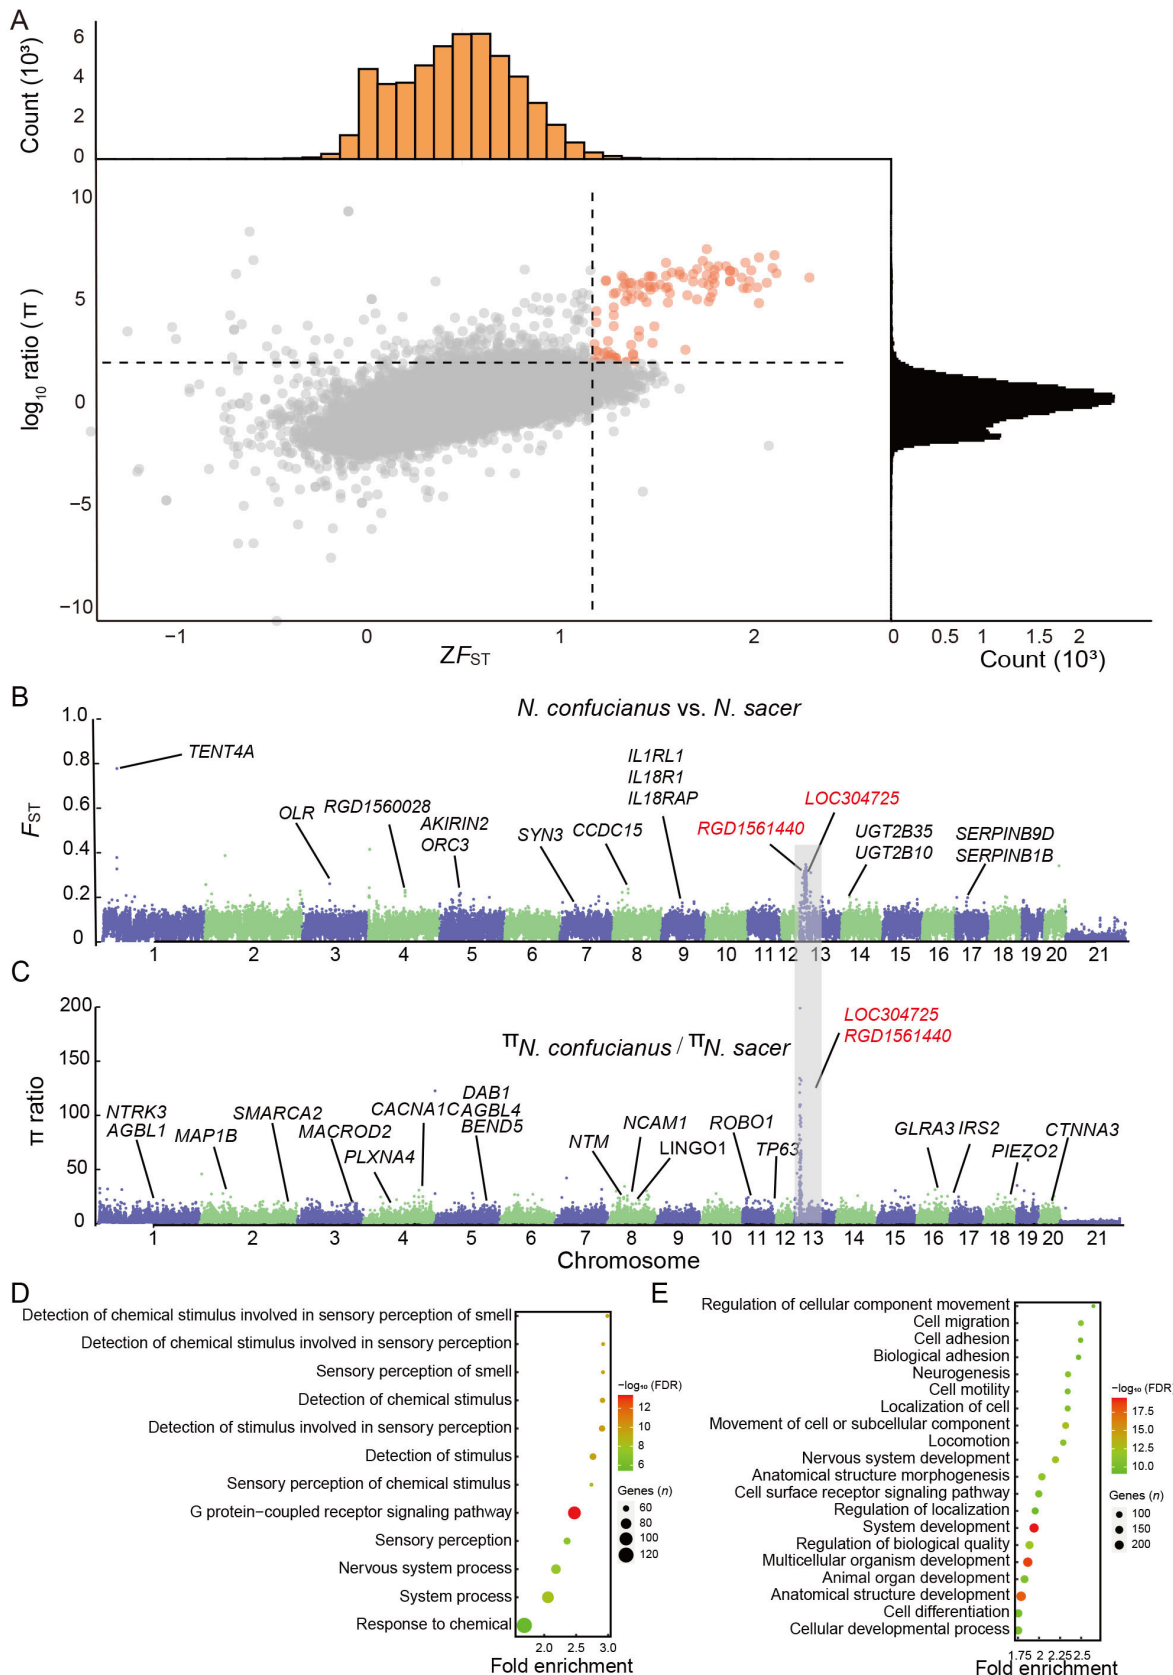 A
Count (10³)
6
4
2
0
log₁₀ ratio (π)
10
5
0
−5
−10
−1
0
1
2
ZFST
0
0.5
1
1.5
2
Count (10³)
B
N. confucianus vs. N. sacer
FST
1.0
0.8
0.6
0.4
0.2
0
TENT4A
OLR
RGD1560028
AKIRIN2
ORC3
SYN3
CCDC15
IL1RL1
IL18R1
IL18RAP
RGD1561440
LOC304725
UGT2B35
UGT2B10
SERPINB9D
SERPINB1B
1 2 3 4 5 6 7 8 9 10 11 12 13 14 15 16 17 18 19 20 21
C
πN. confucianus / πN. sacer
π ratio
200
150
100
50
0
LOC304725
RGD1561440
NTRK3
AGBL1
MAP1B
SMARCA2
MACROD2
PLXNA4
CACNA1C
DAB1
AGBL4
BEND5
NTM
NCAM1
LINGO1
ROBO1
TP63
GLRA3
IRS2
PIEZO2
CTNNA3
1 2 3 4 5 6 7 8 9 10 11 12 13 14 15 16 17 18 19 20 21
Chromosome
D
Detection of chemical stimulus involved in sensory perception of smell
Detection of chemical stimulus involved in sensory perception
Sensory perception of smell
Detection of chemical stimulus
Detection of stimulus involved in sensory perception
Detection of stimulus
Sensory perception of chemical stimulus
G protein−coupled receptor signaling pathway
Sensory perception
Nervous system process
System process
Response to chemical
2.0 2.5 3.0
Fold enrichment
−log₁₀ (FDR)
12
10
8
6
Genes (n)
60
80
100
120
E
Regulation of cellular component movement
Cell migration
Cell adhesion
Biological adhesion
Neurogenesis
Cell motility
Localization of cell
Movement of cell or subcellular component
Locomotion
Nervous system development
Anatomical structure morphogenesis
Cell surface receptor signaling pathway
Regulation of localization
System development
Regulation of biological quality
Multicellular organism development
Animal organ development
Anatomical structure development
Cell differentiation
Cellular developmental process
1.75 2 2.25 2.5
Fold enrichment
−log₁₀ (FDR)
17.5
15.0
12.5
10.0
Genes (n)
100
150
200